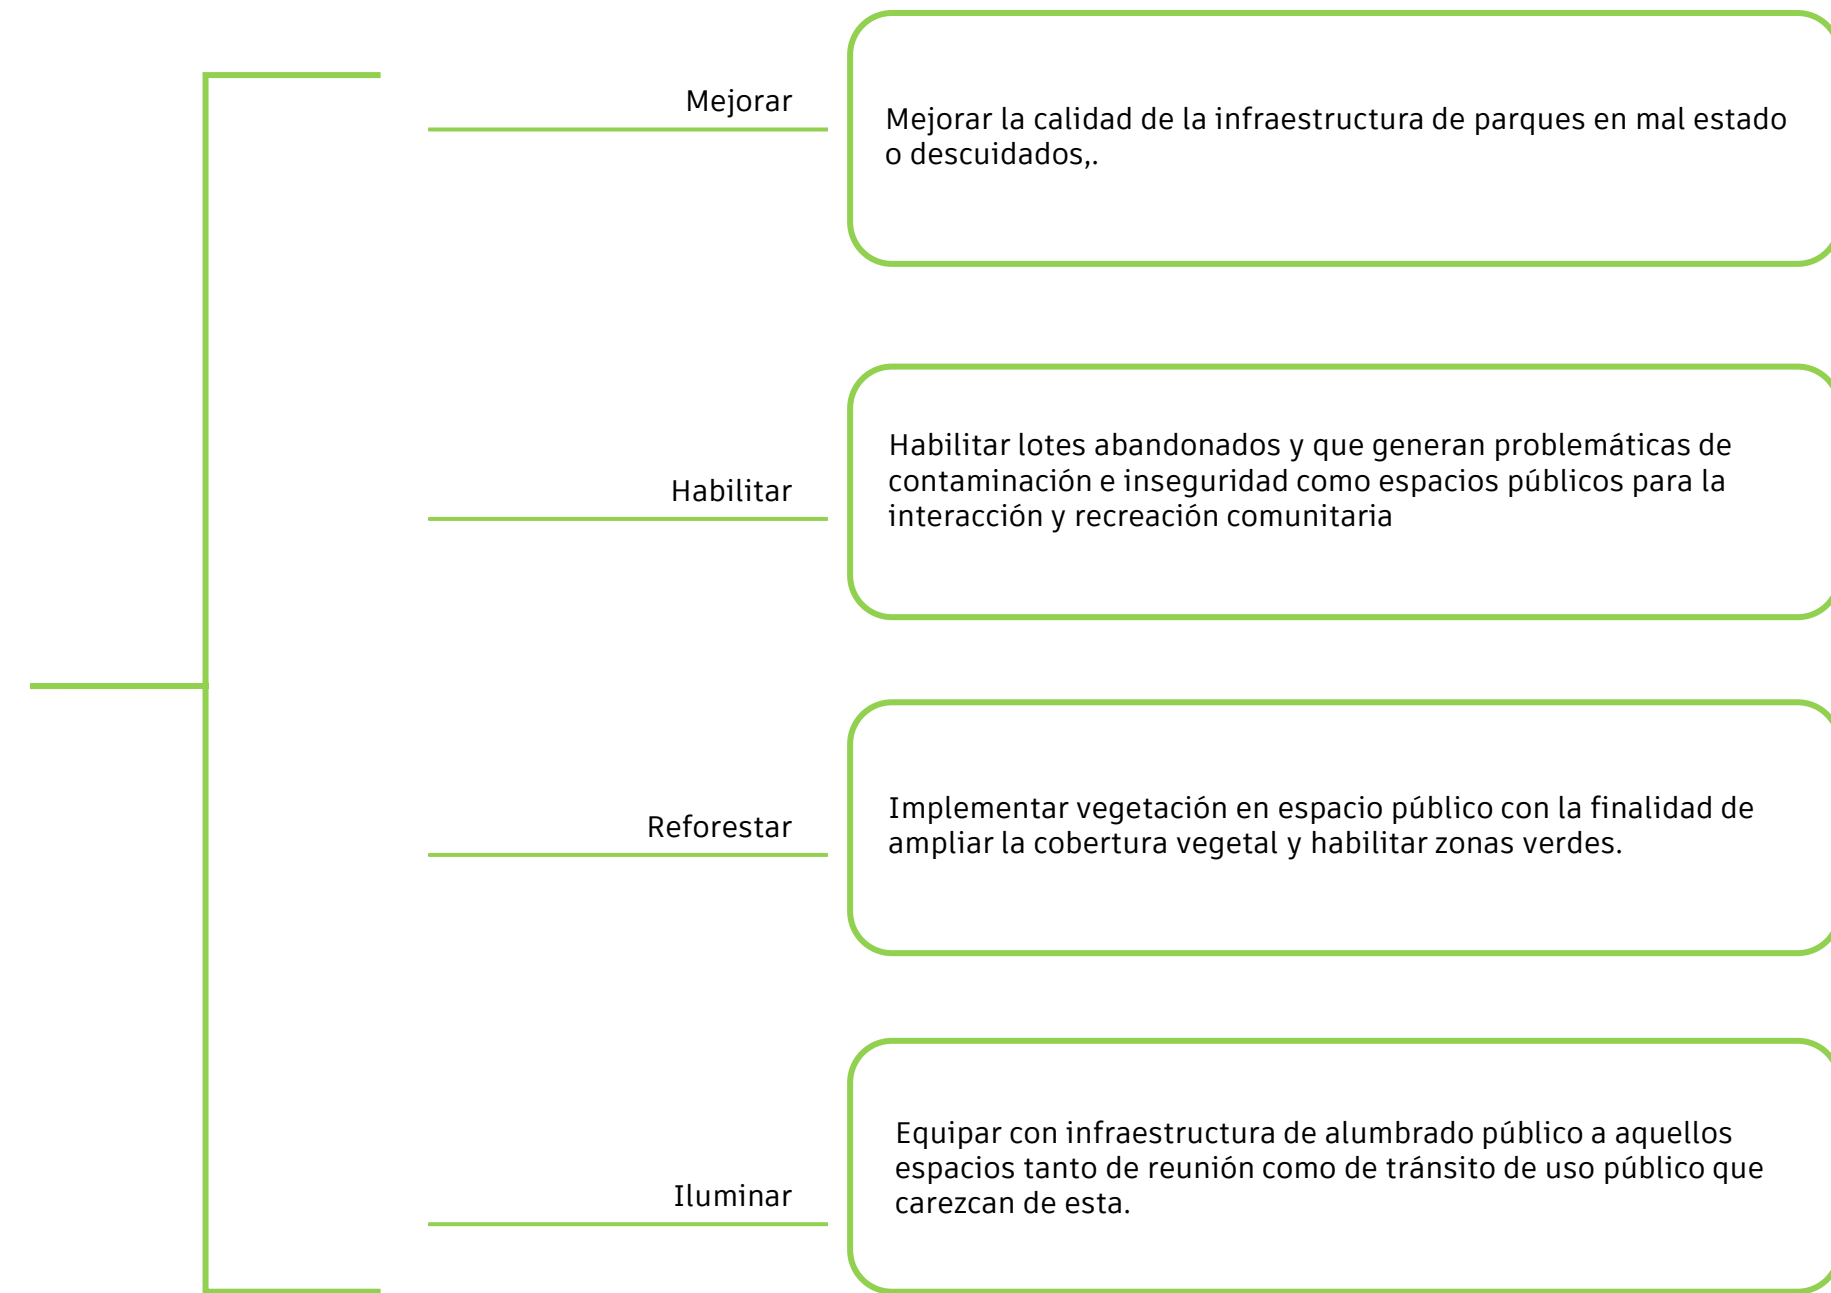 Mejorar
Mejorar la calidad de la infraestructura de parques en mal estado
o descuidados,.
Habilitar
Habilitar lotes abandonados y que generan problemáticas de
contaminación e inseguridad como espacios públicos para la
interacción y recreación comunitaria
Reforestar
Implementar vegetación en espacio público con la finalidad de
ampliar la cobertura vegetal y habilitar zonas verdes.
Iluminar
Equipar con infraestructura de alumbrado público a aquellos
espacios tanto de reunión como de tránsito de uso público que
carezcan de esta.